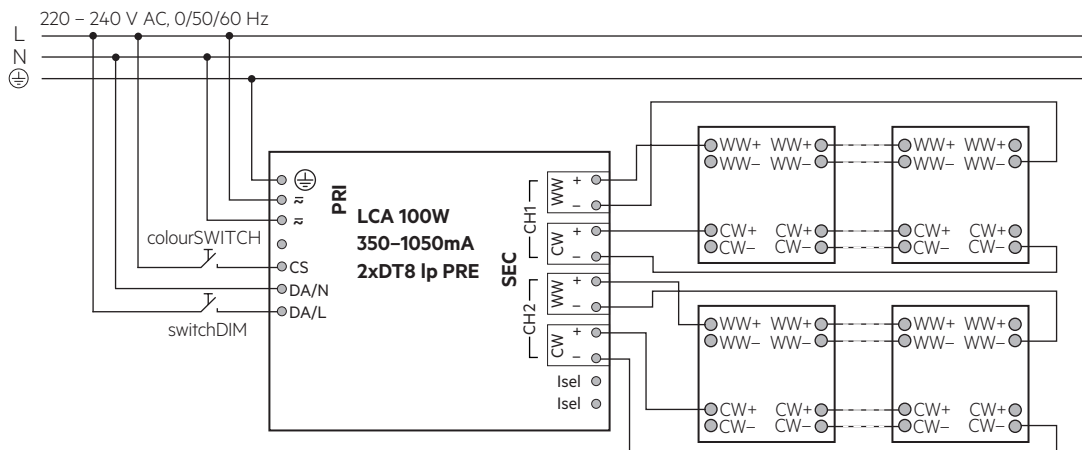 220 – 240 V AC, 0/50/60 Hz
L
N
PRI
LCA 100W
350–1050mA
2xDT8 lp PRE
SEC
colourSWITCH
CS
DA/N
DA/L
switchDIM
CH1
WW + –
CW + –
CH2
WW + –
CW + –
Isel
Isel
WW+ WW+ WW+ WW+
WW– WW– WW– WW–
CW+ CW+ CW+ CW+
CW– CW– CW– CW–
WW+ WW+ WW+ WW+
WW– WW– WW– WW–
CW+ CW+ CW+ CW+
CW– CW– CW– CW–